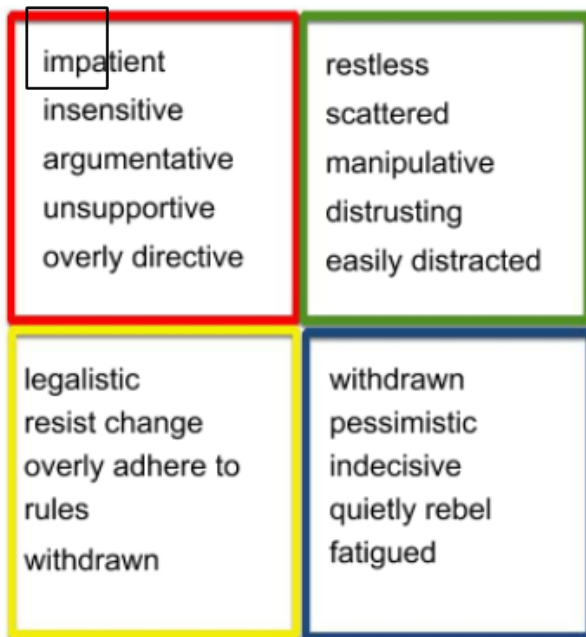 impatient
insensitive
argumentative
unsupportive
overly directive
restless
scattered
manipulative
distrusting
easily distracted
legalistic
resist change
overly adhere to
rules
withdrawn
withdrawn
pessimistic
indecisive
quietly rebel
fatigued